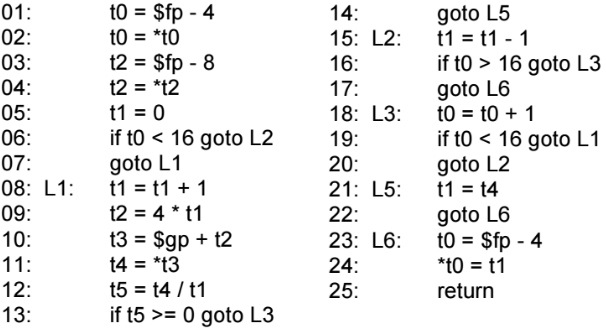 01: t0 = $fp - 4
02: t0 = *t0
03: t2 = $fp - 8
04: t2 = *t2
05: t1 = 0
06: if t0 < 16 goto L2
07: goto L1
08: L1: t1 = t1 + 1
09: t2 = 4 * t1
10: t3 = $gp + t2
11: t4 = *t3
12: t5 = t4 / t1
13: if t5 >= 0 goto L3
14: goto L5
15: L2: t1 = t1 - 1
16: if t0 > 16 goto L3
17: goto L6
18: L3: t0 = t0 + 1
19: if t0 < 16 goto L1
20: goto L2
21: L5: t1 = t4
22: goto L6
23: L6: t0 = $fp - 4
24: *t0 = t1
25: return